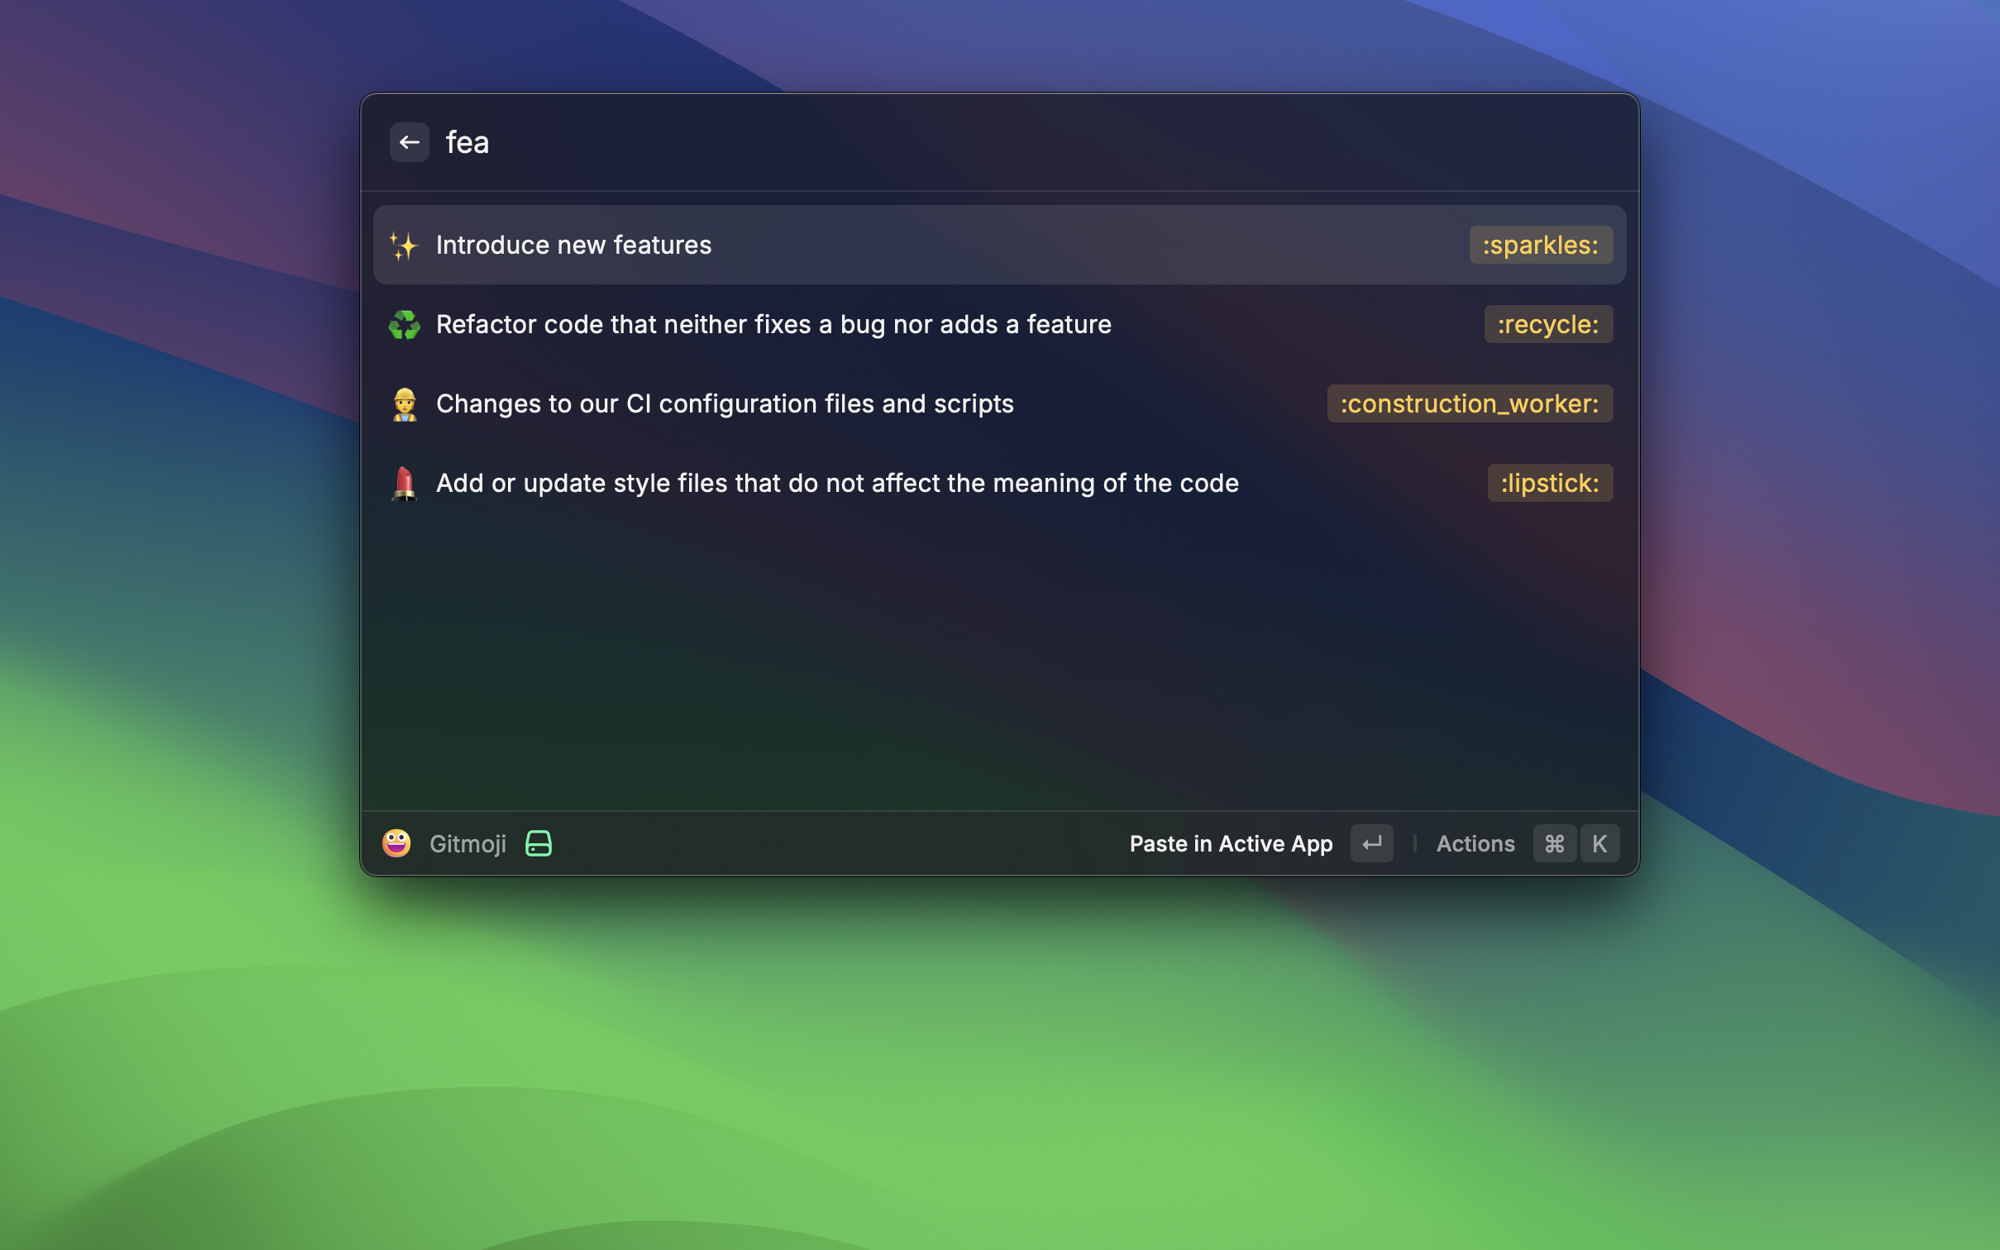 fea
Introduce new features :sparkles:
Refactor code that neither fixes a bug nor adds a feature :recycle:
Changes to our CI configuration files and scripts :construction_worker:
Add or update style files that do not affect the meaning of the code :lipstick:
Gitmoji Paste in Active App ↵ Actions ⌘ K